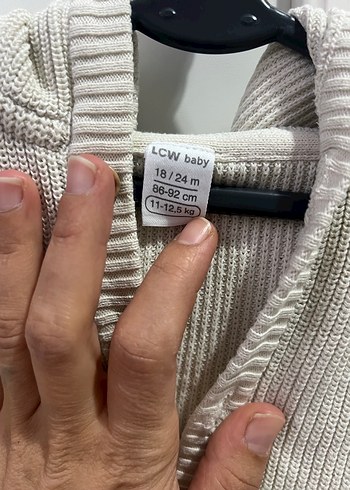 LCW baby
18 / 24 m
86-92 cm
11-12,5 kg